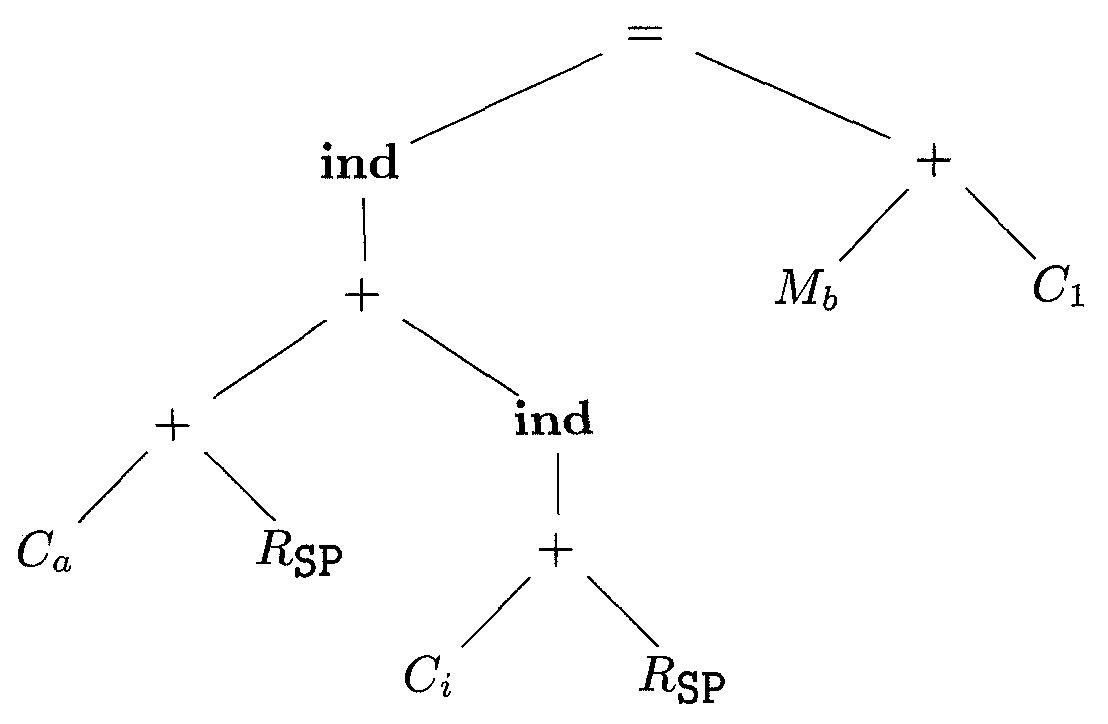 =
ind +
+ M_b C_1
+ ind
C_a R_SP +
C_i R_SP